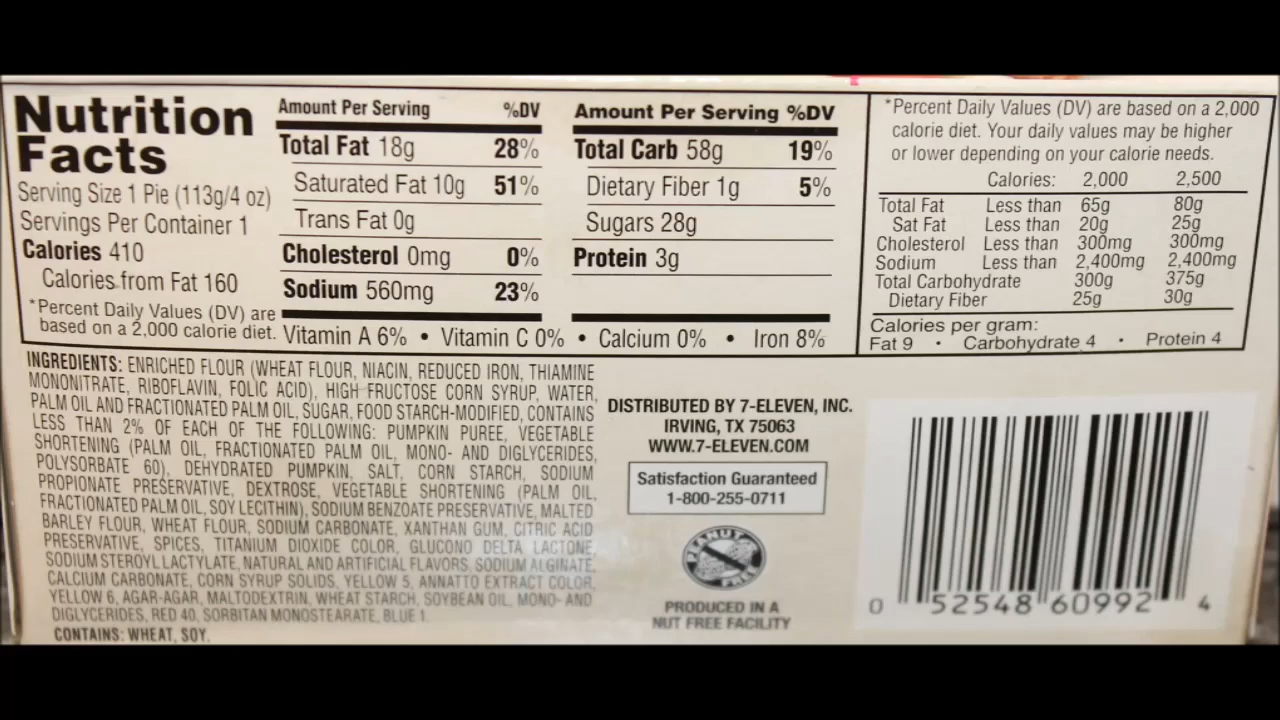 Nutrition
Facts
Serving Size 1 Pie (113g/4 oz)
Servings Per Container 1
Calories 410
Calories from Fat 160
*Percent Daily Values (DV) are
based on a 2,000 calorie diet.
Amount Per Serving %DV
Total Fat 18g 28%
Saturated Fat 10g 51%
Trans Fat 0g
Cholesterol 0mg 0%
Sodium 560mg 23%
Amount Per Serving %DV
Total Carb 58g 19%
Dietary Fiber 1g 5%
Sugars 28g
Protein 3g
Vitamin A 6% • Vitamin C 0% • Calcium 0% • Iron 8%
*Percent Daily Values (DV) are based on a 2,000
calorie diet. Your daily values may be higher
or lower depending on your calorie needs.
Calories: 2,000 2,500
Total Fat Less than 65g 80g
Sat Fat Less than 20g 25g
Cholesterol Less than 300mg 300mg
Sodium Less than 2,400mg 2,400mg
Total Carbohydrate 300g 375g
Dietary Fiber 25g 30g
Calories per gram:
Fat 9 • Carbohydrate 4 • Protein 4
INGREDIENTS: ENRICHED FLOUR (WHEAT FLOUR, NIACIN, REDUCED IRON, THIAMINE
MONONITRATE, RIBOFLAVIN, FOLIC ACID), HIGH FRUCTOSE CORN SYRUP, WATER,
PALM OIL AND FRACTIONATED PALM OIL, SUGAR, FOOD STARCH-MODIFIED, CONTAINS
LESS THAN 2% OF EACH OF THE FOLLOWING: PUMPKIN PUREE, VEGETABLE
SHORTENING (PALM OIL, FRACTIONATED PALM OIL, MONO- AND DIGLYCERIDES,
POLYSORBATE 60), DEHYDRATED PUMPKIN, SALT, CORN STARCH, SODIUM
PROPIONATE PRESERVATIVE, DEXTROSE, VEGETABLE SHORTENING (PALM OIL,
FRACTIONATED PALM OIL, SOY LECITHIN), SODIUM BENZOATE PRESERVATIVE, MALTED
BARLEY FLOUR, WHEAT FLOUR, SODIUM CARBONATE, XANTHAN GUM, CITRIC ACID
PRESERVATIVE, SPICES, TITANIUM DIOXIDE COLOR, GLUCONO DELTA LACTONE,
SODIUM STEROYL LACTYLATE, NATURAL AND ARTIFICIAL FLAVORS, SODIUM ALGINATE,
CALCIUM CARBONATE, CORN SYRUP SOLIDS, YELLOW 5, ANNATTO EXTRACT COLOR,
YELLOW 6, AGAR-AGAR, MALTODEXTRIN, WHEAT STARCH, SOYBEAN OIL, MONO- AND
DIGLYCERIDES, RED 40, SORBITAN MONOSTEARATE, BLUE 1.
CONTAINS: WHEAT, SOY.
DISTRIBUTED BY 7-ELEVEN, INC.
IRVING, TX 75063
WWW.7-ELEVEN.COM
Satisfaction Guaranteed
1-800-255-0711
PEANUT
FREE
PRODUCED IN A
NUT FREE FACILITY
0 52548 60992 4